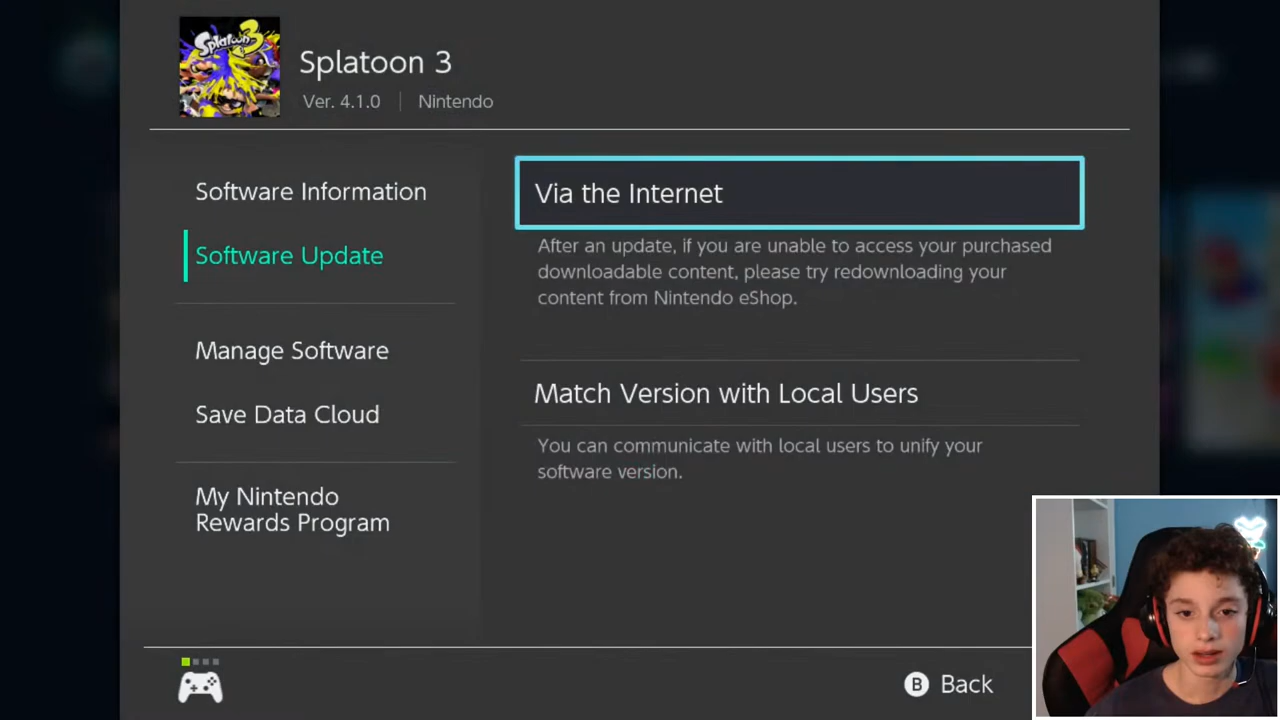 Splatoon 3
Splatoon 3
Ver. 4.1.0 | Nintendo
Software Information
Software Update
Manage Software
Save Data Cloud
My Nintendo
Rewards Program
Via the Internet
After an update, if you are unable to access your purchased
downloadable content, please try redownloading your
content from Nintendo eShop.
Match Version with Local Users
You can communicate with local users to unify your
software version.
B Back